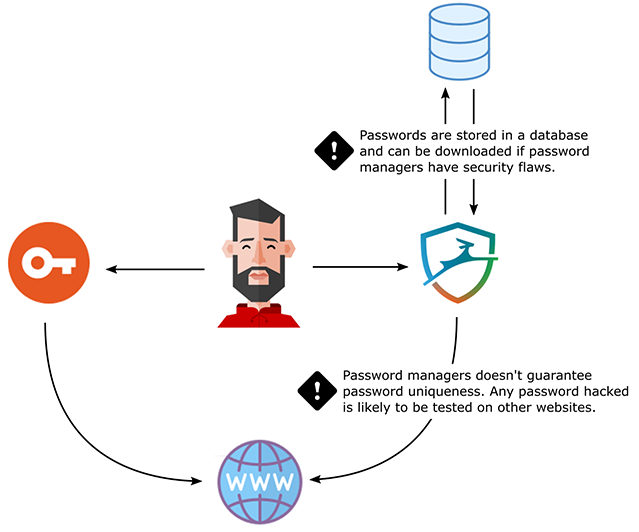 Passwords are stored in a database
and can be downloaded if password
managers have security flaws.
Password managers doesn't guarantee
password uniqueness. Any password hacked
is likely to be tested on other websites.
WWW